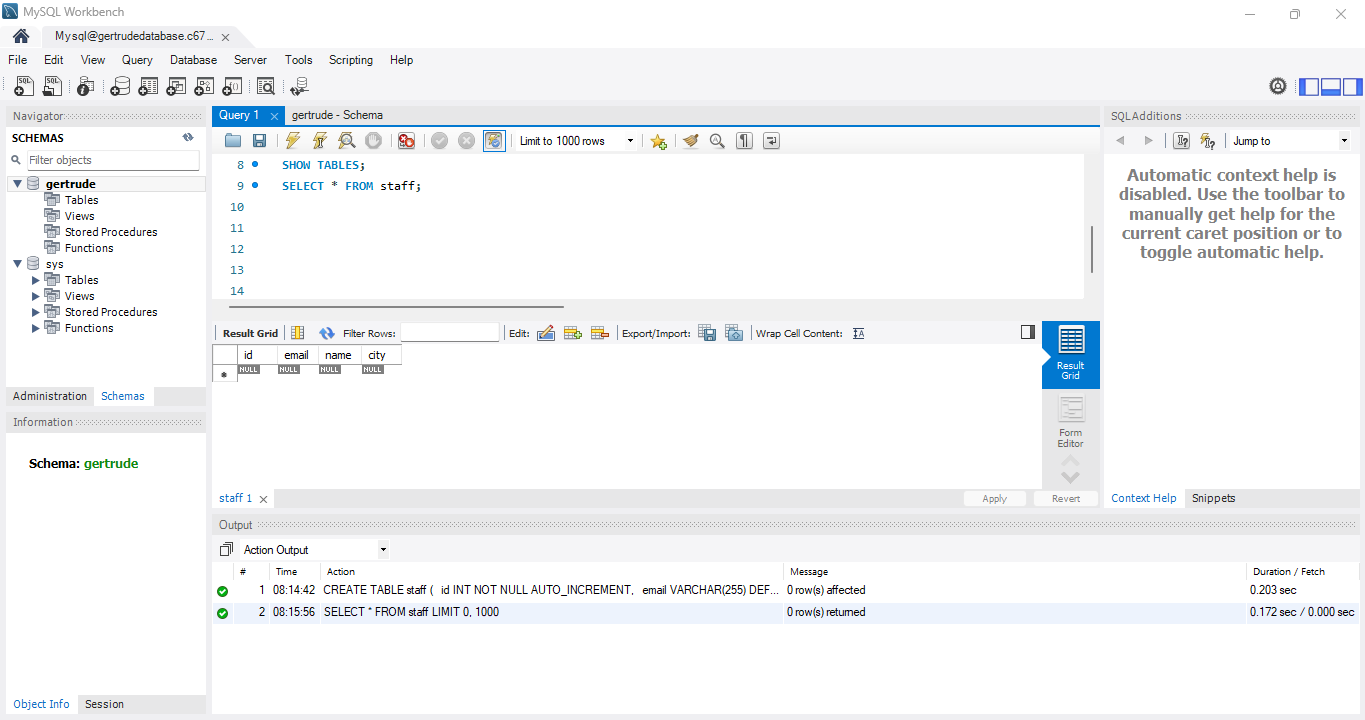 MySQL Workbench
Mysql@gertrudedatabase.c67...
File Edit View Query Database Server Tools Scripting Help
Navigator
SCHEMAS
Filter objects
gertrude
Tables
Views
Stored Procedures
Functions
sys
Tables
Views
Stored Procedures
Functions
Administration Schemas
Information
Schema: gertrude
Object Info Session
Query 1 gertrude - Schema
Limit to 1000 rows
8 SHOW TABLES;
9 SELECT * FROM staff;
10
11
12
13
14
Result Grid Filter Rows: Edit: Export/Import: Wrap Cell Content:
id email name city
NULL NULL NULL NULL
Result Grid
Form Editor
staff 1 Apply Revert
SQLAdditions
Jump to
Automatic context help is
disabled. Use the toolbar to
manually get help for the
current caret position or to
toggle automatic help.
Context Help Snippets
Output
Action Output
# Time Action Message Duration / Fetch
1 08:14:42 CREATE TABLE staff ( id INT NOT NULL AUTO_INCREMENT, email VARCHAR(255) DEF... 0 row(s) affected 0.203 sec
2 08:15:56 SELECT * FROM staff LIMIT 0, 1000 0 row(s) returned 0.172 sec / 0.000 sec